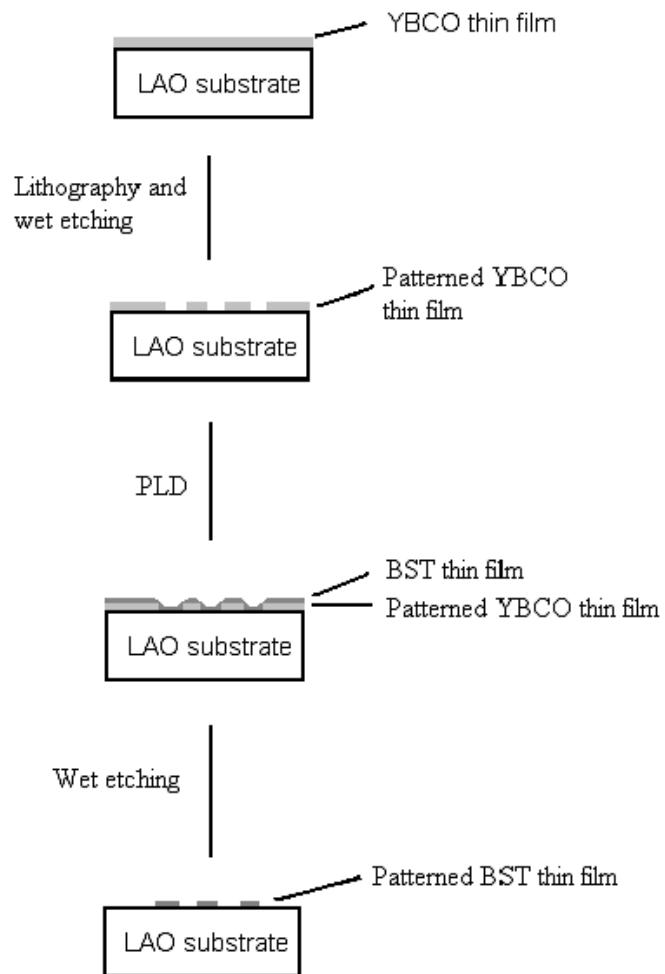 YBCO thin film
LAO substrate
Lithography and
wet etching
Patterned YBCO
thin film
LAO substrate
PLD
BST thin film
Patterned YBCO thin film
LAO substrate
Wet etching
Patterned BST thin film
LAO substrate